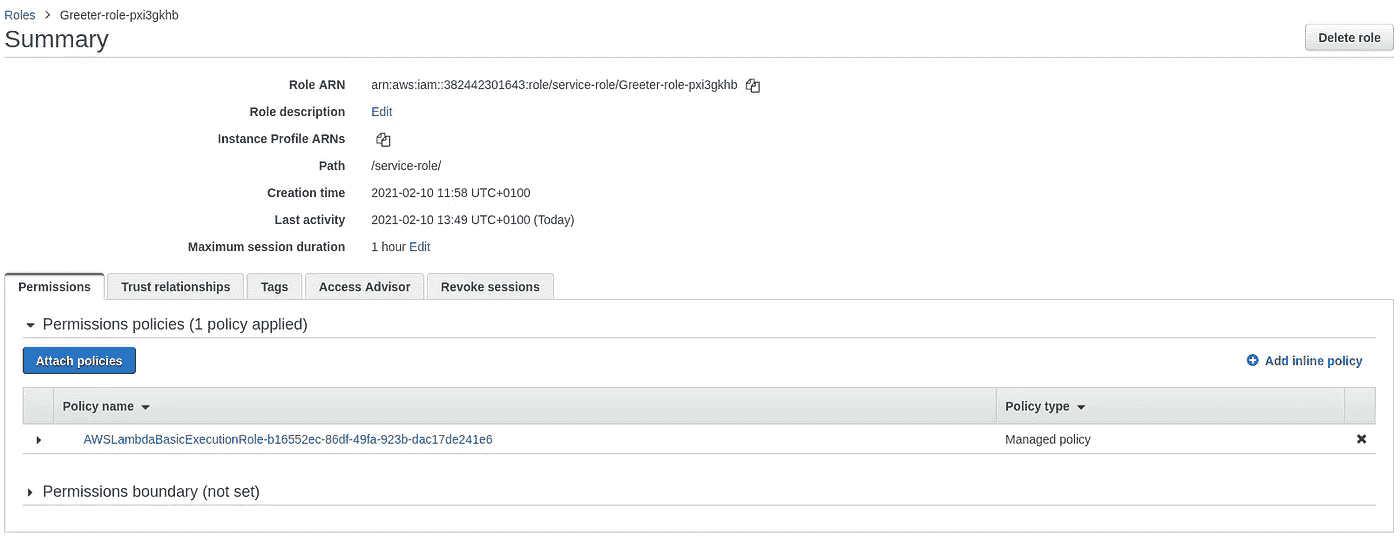 Roles > Greeter-role-pxi3gkhb
Summary
Delete role
Role ARN arn:aws:iam::382442301643:role/service-role/Greeter-role-pxi3gkhb
Role description Edit
Instance Profile ARNs
Path /service-role/
Creation time 2021-02-10 11:58 UTC+0100
Last activity 2021-02-10 13:49 UTC+0100 (Today)
Maximum session duration 1 hour Edit
Permissions Trust relationships Tags Access Advisor Revoke sessions
Permissions policies (1 policy applied)
Attach policies Add inline policy
Policy name Policy type
AWSLambdaBasicExecutionRole-b16552ec-86df-49fa-923b-dac17de241e6 Managed policy
Permissions boundary (not set)